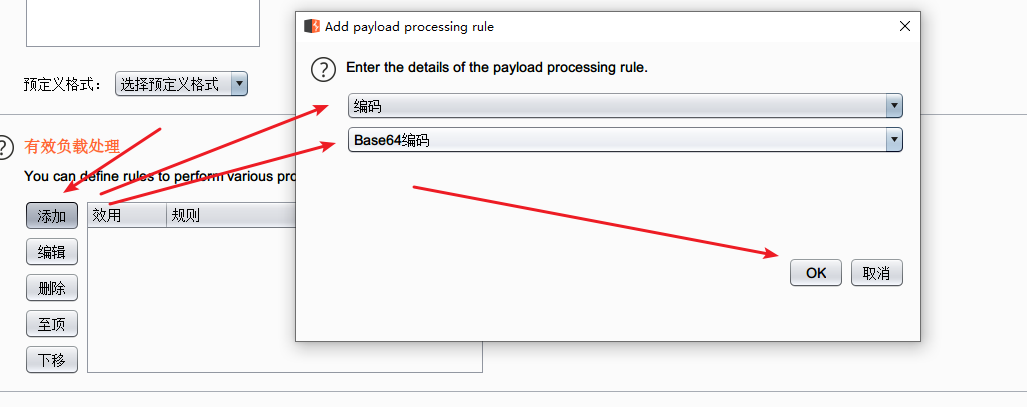 Add payload processing rule
Enter the details of the payload processing rule.
编码
Base64编码
OK
取消
预定义格式：
选择预定义格式
?
有效负载处理
You can define rules to perform various pro
添加
效用
规则
编辑
删除
至顶
下移